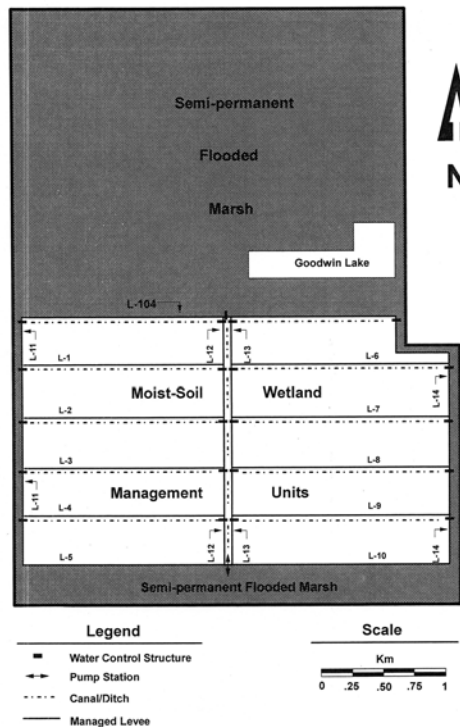 Semi-permanent
Flooded
Marsh
N
Goodwin Lake
L-104
L-11
L-12
L-13
L-1
L-6
Moist-Soil
Wetland
L-14
L-2
L-7
L-3
L-8
L-11
Management
Units
L-4
L-9
L-12
L-13
L-14
L-5
L-10
Semi-permanent Flooded Marsh
Legend
Water Control Structure
Pump Station
Canal/Ditch
Managed Levee
Scale
Km
0 .25 .50 .75 1